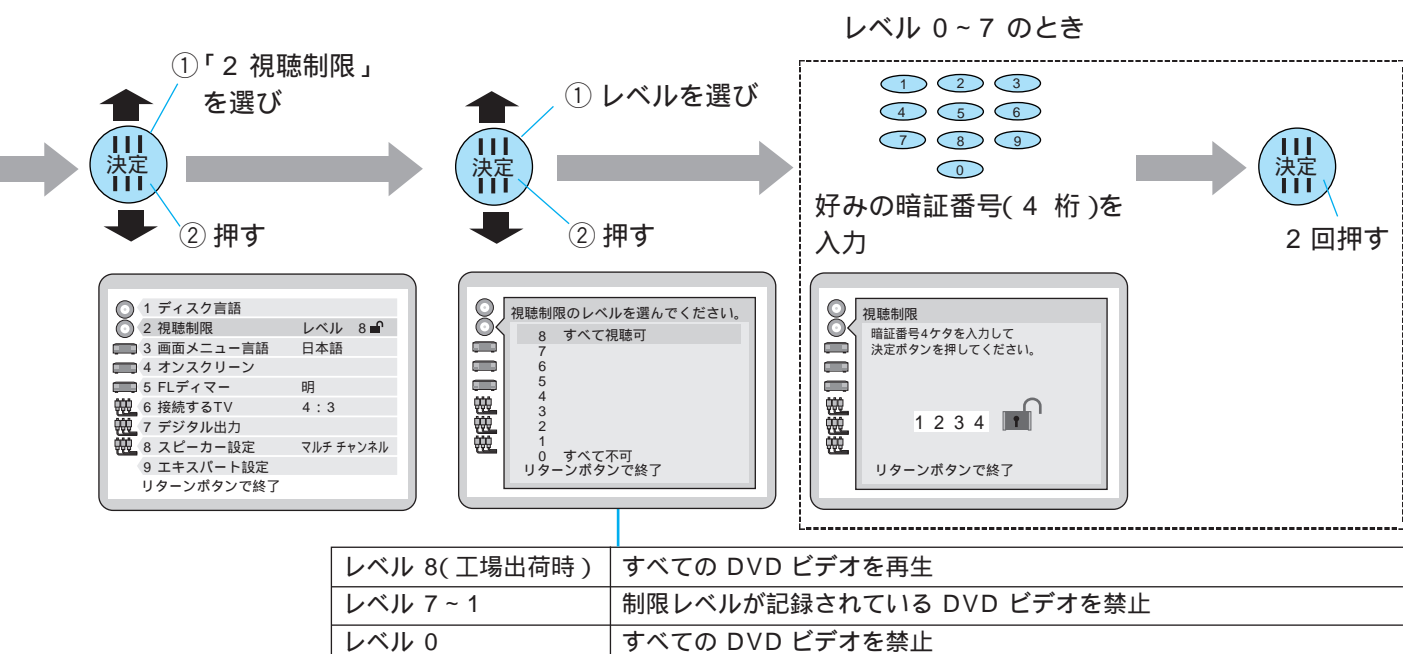 レベル 0 ~ 7 のとき
①「2 視聴制限」
を選び
決定
② 押す
① レベルを選び
決定
② 押す
1 2 3
4 5 6
7 8 9
0
好みの暗証番号( 4 桁 )を
入力
決定
2 回押す
1 ディスク言語
2 視聴制限 レベル 8
3 画面メニュー言語 日本語
4 オンスクリーン
5 FLディマー 明
6 接続するTV 4 : 3
7 デジタル出力
8 スピーカー設定 マルチ チャンネル
9 エキスパート設定
リターンボタンで終了
視聴制限のレベルを選んでください。
8 すべて視聴可
7
6
5
4
3
2
1
0 すべて不可
リターンボタンで終了
視聴制限
暗証番号4ケタを入力して
決定ボタンを押してください。
1 2 3 4
リターンボタンで終了
レベル 8( 工場出荷時 ) すべての DVD ビデオを再生
レベル 7 ~ 1 制限レベルが記録されている DVD ビデオを禁止
レベル 0 すべての DVD ビデオを禁止